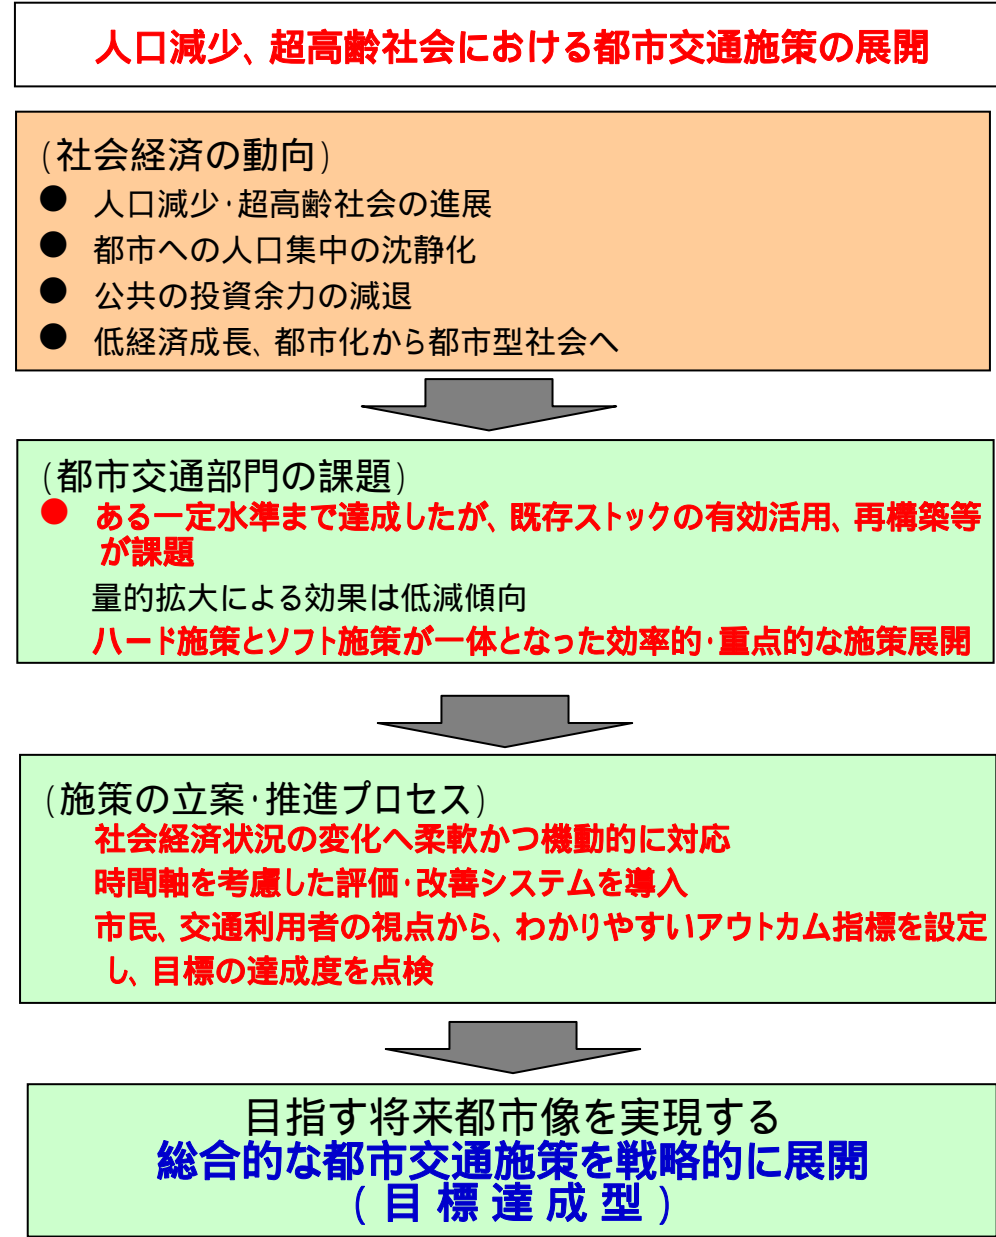 人口減少、超高齢社会における都市交通施策の展開
(社会経済の動向)
● 人口減少・超高齢社会の進展
● 都市への人口集中の沈静化
● 公共の投資余力の減退
● 低経済成長、都市化から都市型社会へ
(都市交通部門の課題)
● ある一定水準まで達成したが、既存ストックの有効活用、再構築等
が課題
量的拡大による効果は低減傾向
ハード施策とソフト施策が一体となった効率的・重点的な施策展開
(施策の立案・推進プロセス)
社会経済状況の変化へ柔軟かつ機動的に対応
時間軸を考慮した評価・改善システムを導入
市民、交通利用者の視点から、わかりやすいアウトカム指標を設定
し、目標の達成度を点検
目指す将来都市像を実現する
総合的な都市交通施策を戦略的に展開
(目標達成型)